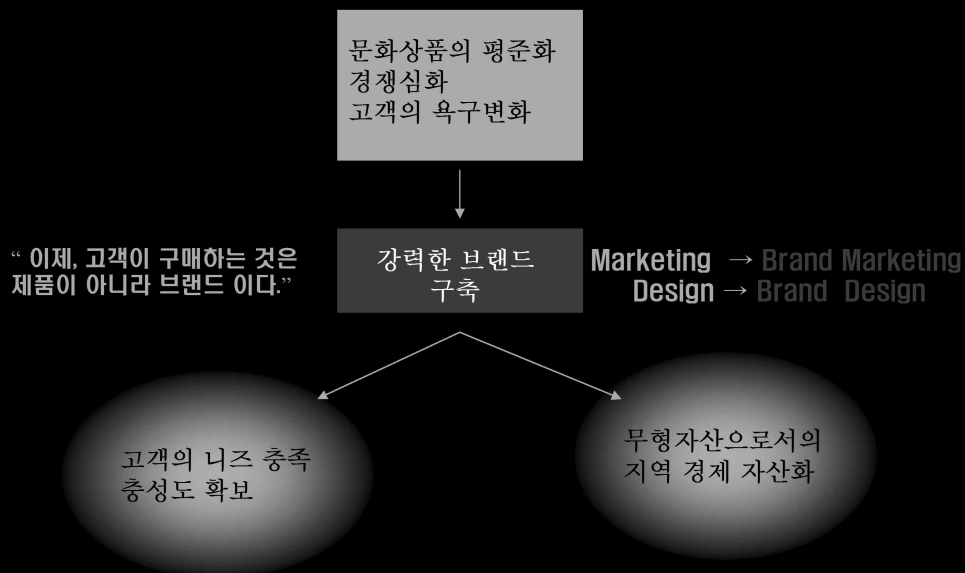 문화상품의 평준화
경쟁심화
고객의 욕구변화
“ 이제, 고객이 구매하는 것은
제품이 아니라 브랜드 이다.”
강력한 브랜드
구축
Marketing → Brand Marketing
Design → Brand Design
고객의 니즈 충족
충성도 확보
무형자산으로서의
지역 경제 자산화